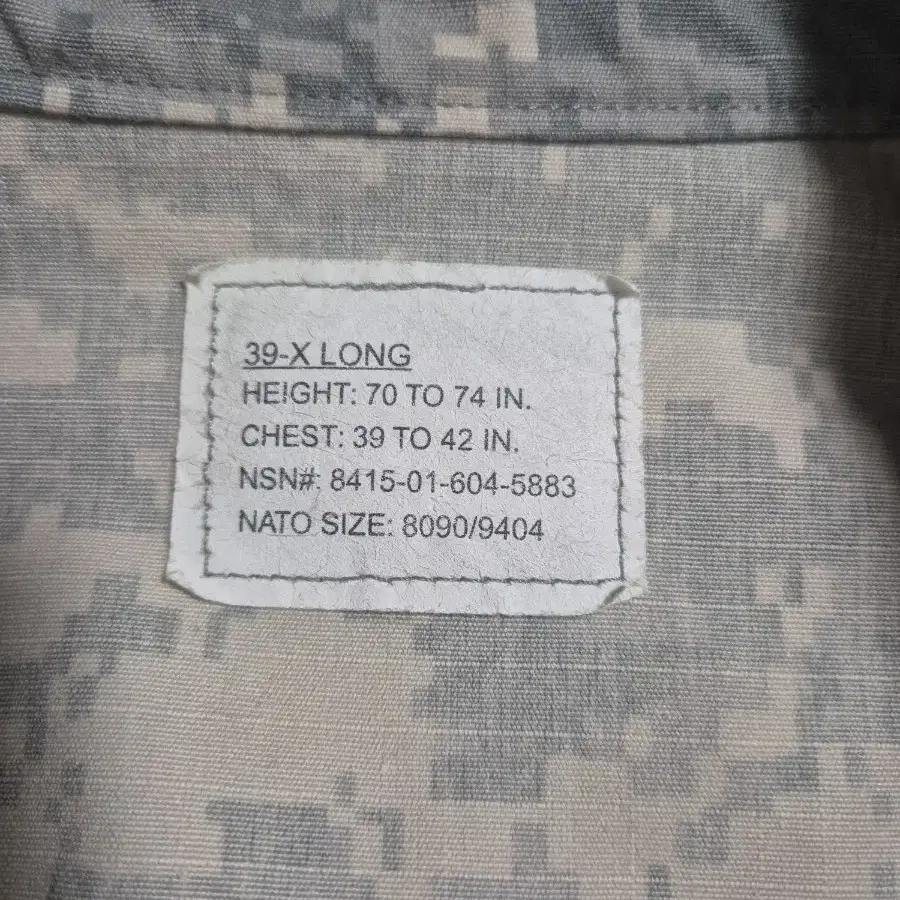 39-X LONG
HEIGHT: 70 TO 74 IN.
CHEST: 39 TO 42 IN.
NSN#: 8415-01-604-5883
NATO SIZE: 8090/9404